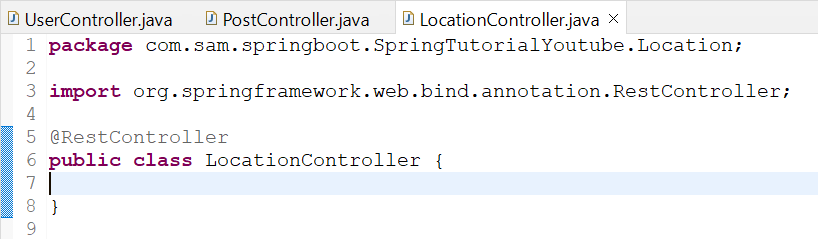 UserController.java PostController.java LocationController.java
1 package com.sam.springboot.SpringTutorialYoutube.Location;
2
3 import org.springframework.web.bind.annotation.RestController;
4
5 @RestController
6 public class LocationController {
7
8 }
9